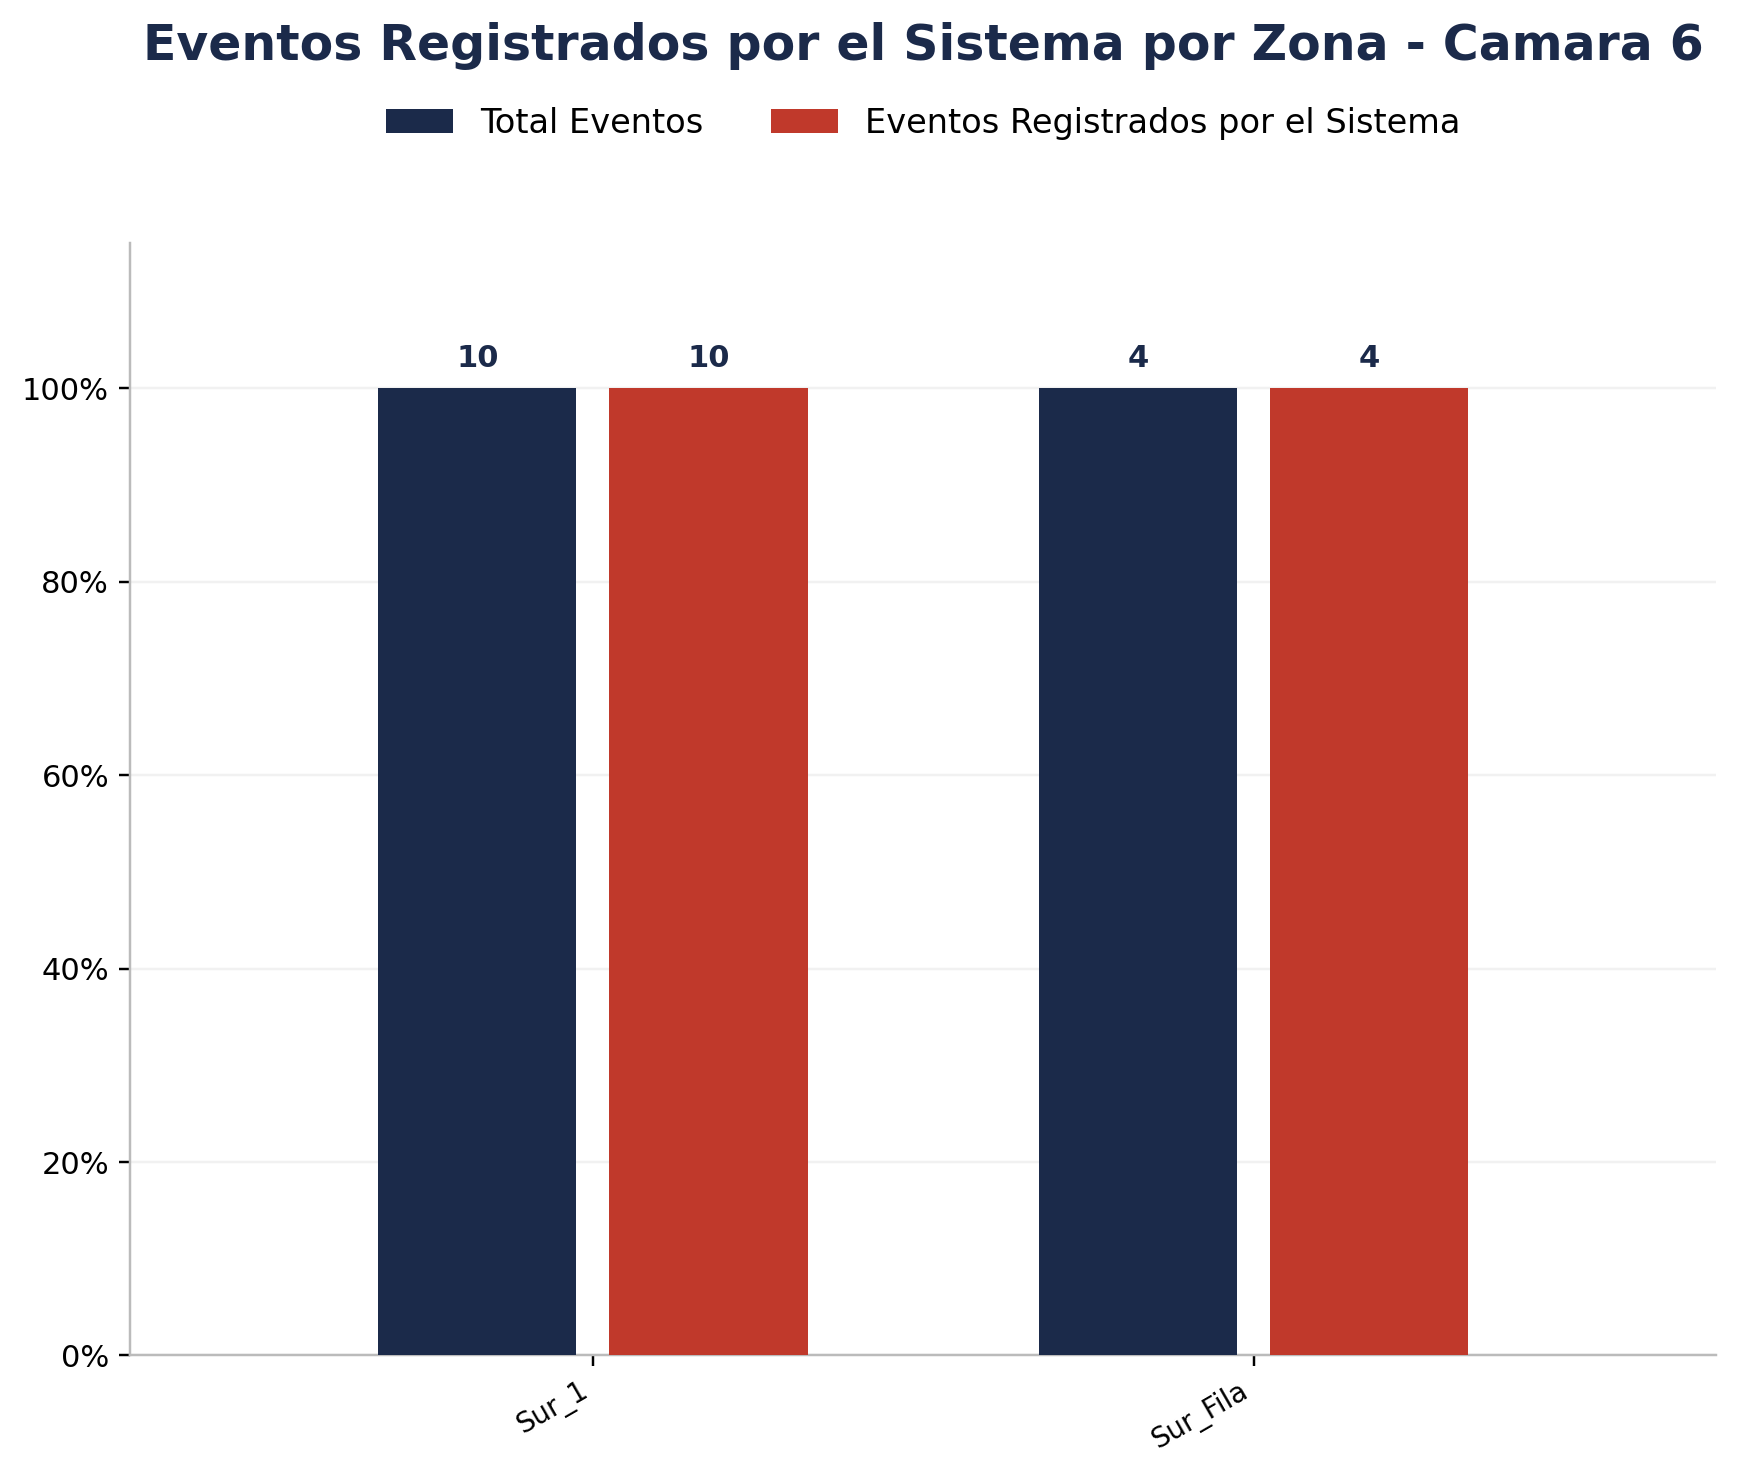 Eventos Registrados por el Sistema por Zona - Camara 6
Total Eventos
Eventos Registrados por el Sistema
10
10
4
4
100%
80%
60%
40%
20%
0%
Sur_1
Sur_Fila